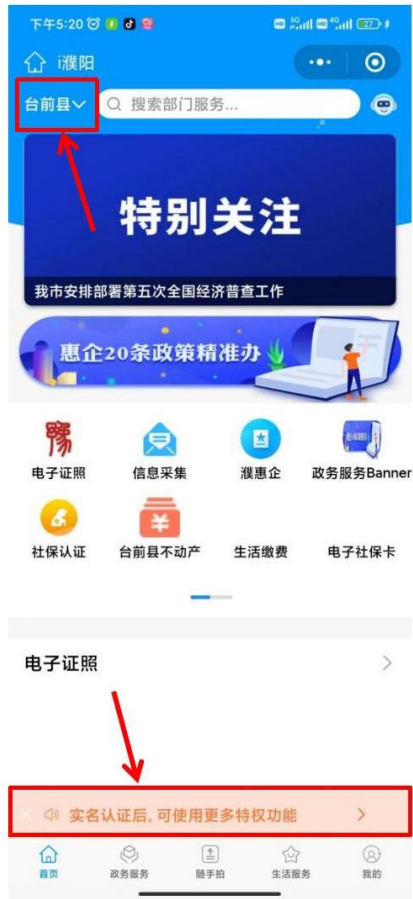 下午5:20
5G 4G 27
i濮阳
台前县 搜索部门服务...
特别关注
我市安排部署第五次全国经济普查工作
惠企20条政策精准办
电子证照 信息采集 濮惠企 政务服务Banner
社保认证 台前县不动产 生活缴费 电子社保卡
电子证照
实名认证后, 可使用更多特权功能
首页 政务服务 随手拍 生活服务 我的